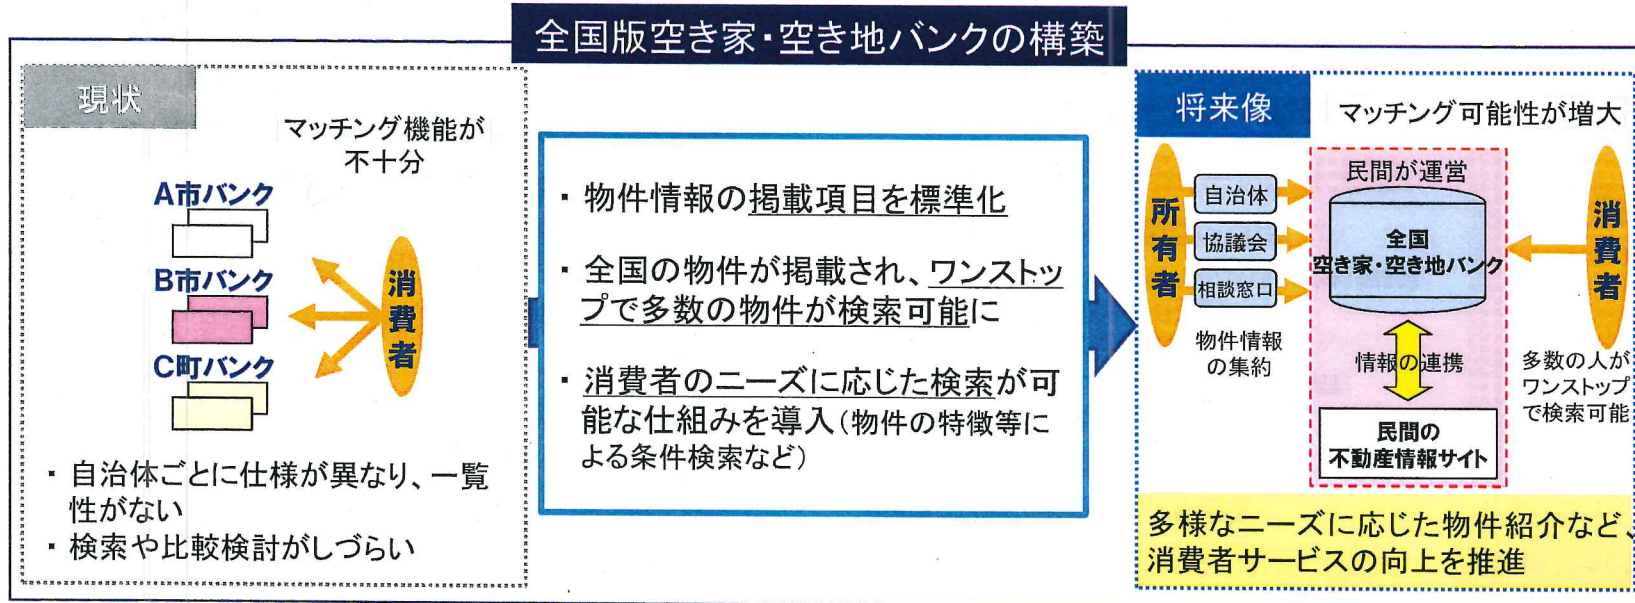 全国版空き家・空き地バンクの構築
現状
マッチング機能が
不十分
A市バンク
B市バンク
C町バンク
消費者
・自治体ごとに仕様が異なり、一覧
性がない
・検索や比較検討がしづらい
・物件情報の掲載項目を標準化
・全国の物件が掲載され、ワンストッ
プで多数の物件が検索可能に
・消費者のニーズに応じた検索が可
能な仕組みを導入(物件の特徴等に
よる条件検索など)
将来像
マッチング可能性が増大
所有者
自治体
協議会
相談窓口
物件情報
の集約
民間が運営
全国
空き家・空き地バンク
情報の連携
民間の
不動産情報サイト
消費者
多数の人が
ワンストップ
で検索可能
多様なニーズに応じた物件紹介など、
消費者サービスの向上を推進